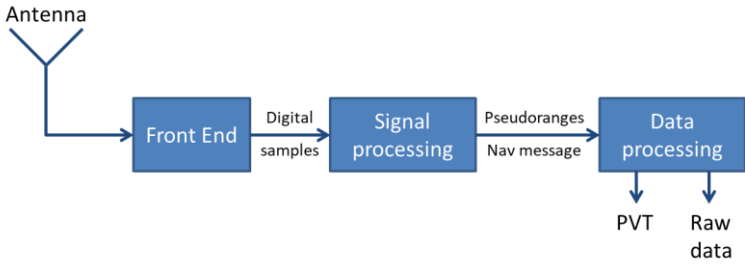 Antenna
Front End
Digital
samples
Signal
processing
Pseudoranges
Nav message
Data
processing
PVT
Raw
data